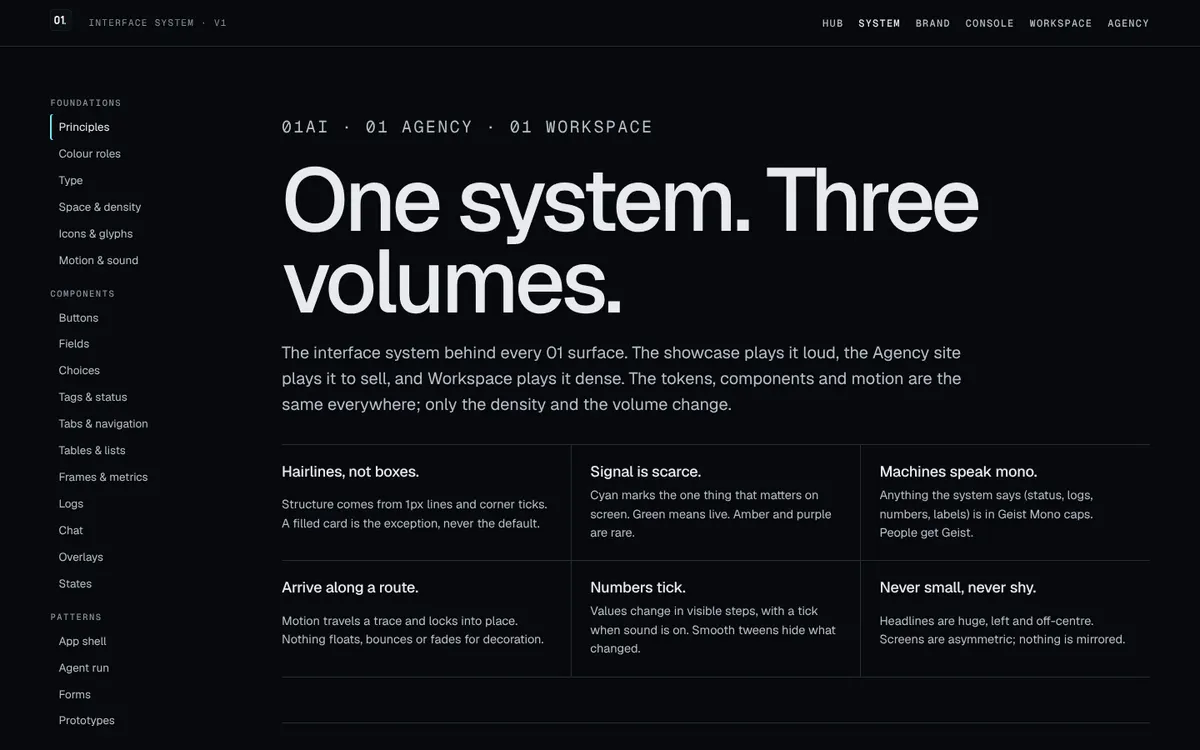 01.
INTERFACE SYSTEM · V1
HUB SYSTEM BRAND CONSOLE WORKSPACE AGENCY
FOUNDATIONS
Principles
Colour roles
Type
Space & density
Icons & glyphs
Motion & sound
COMPONENTS
Buttons
Fields
Choices
Tags & status
Tabs & navigation
Tables & lists
Frames & metrics
Logs
Chat
Overlays
States
PATTERNS
App shell
Agent run
Forms
Prototypes
01AI · 01 AGENCY · 01 WORKSPACE
One system. Three
volumes.
The interface system behind every 01 surface. The showcase plays it loud, the Agency site
plays it to sell, and Workspace plays it dense. The tokens, components and motion are the
same everywhere; only the density and the volume change.
Hairlines, not boxes.
Structure comes from 1px lines and corner ticks.
A filled card is the exception, never the default.
Signal is scarce.
Cyan marks the one thing that matters on
screen. Green means live. Amber and purple
are rare.
Machines speak mono.
Anything the system says (status, logs,
numbers, labels) is in Geist Mono caps.
People get Geist.
Arrive along a route.
Motion travels a trace and locks into place.
Nothing floats, bounces or fades for decoration.
Numbers tick.
Values change in visible steps, with a tick
when sound is on. Smooth tweens hide what
changed.
Never small, never shy.
Headlines are huge, left and off-centre.
Screens are asymmetric; nothing is mirrored.